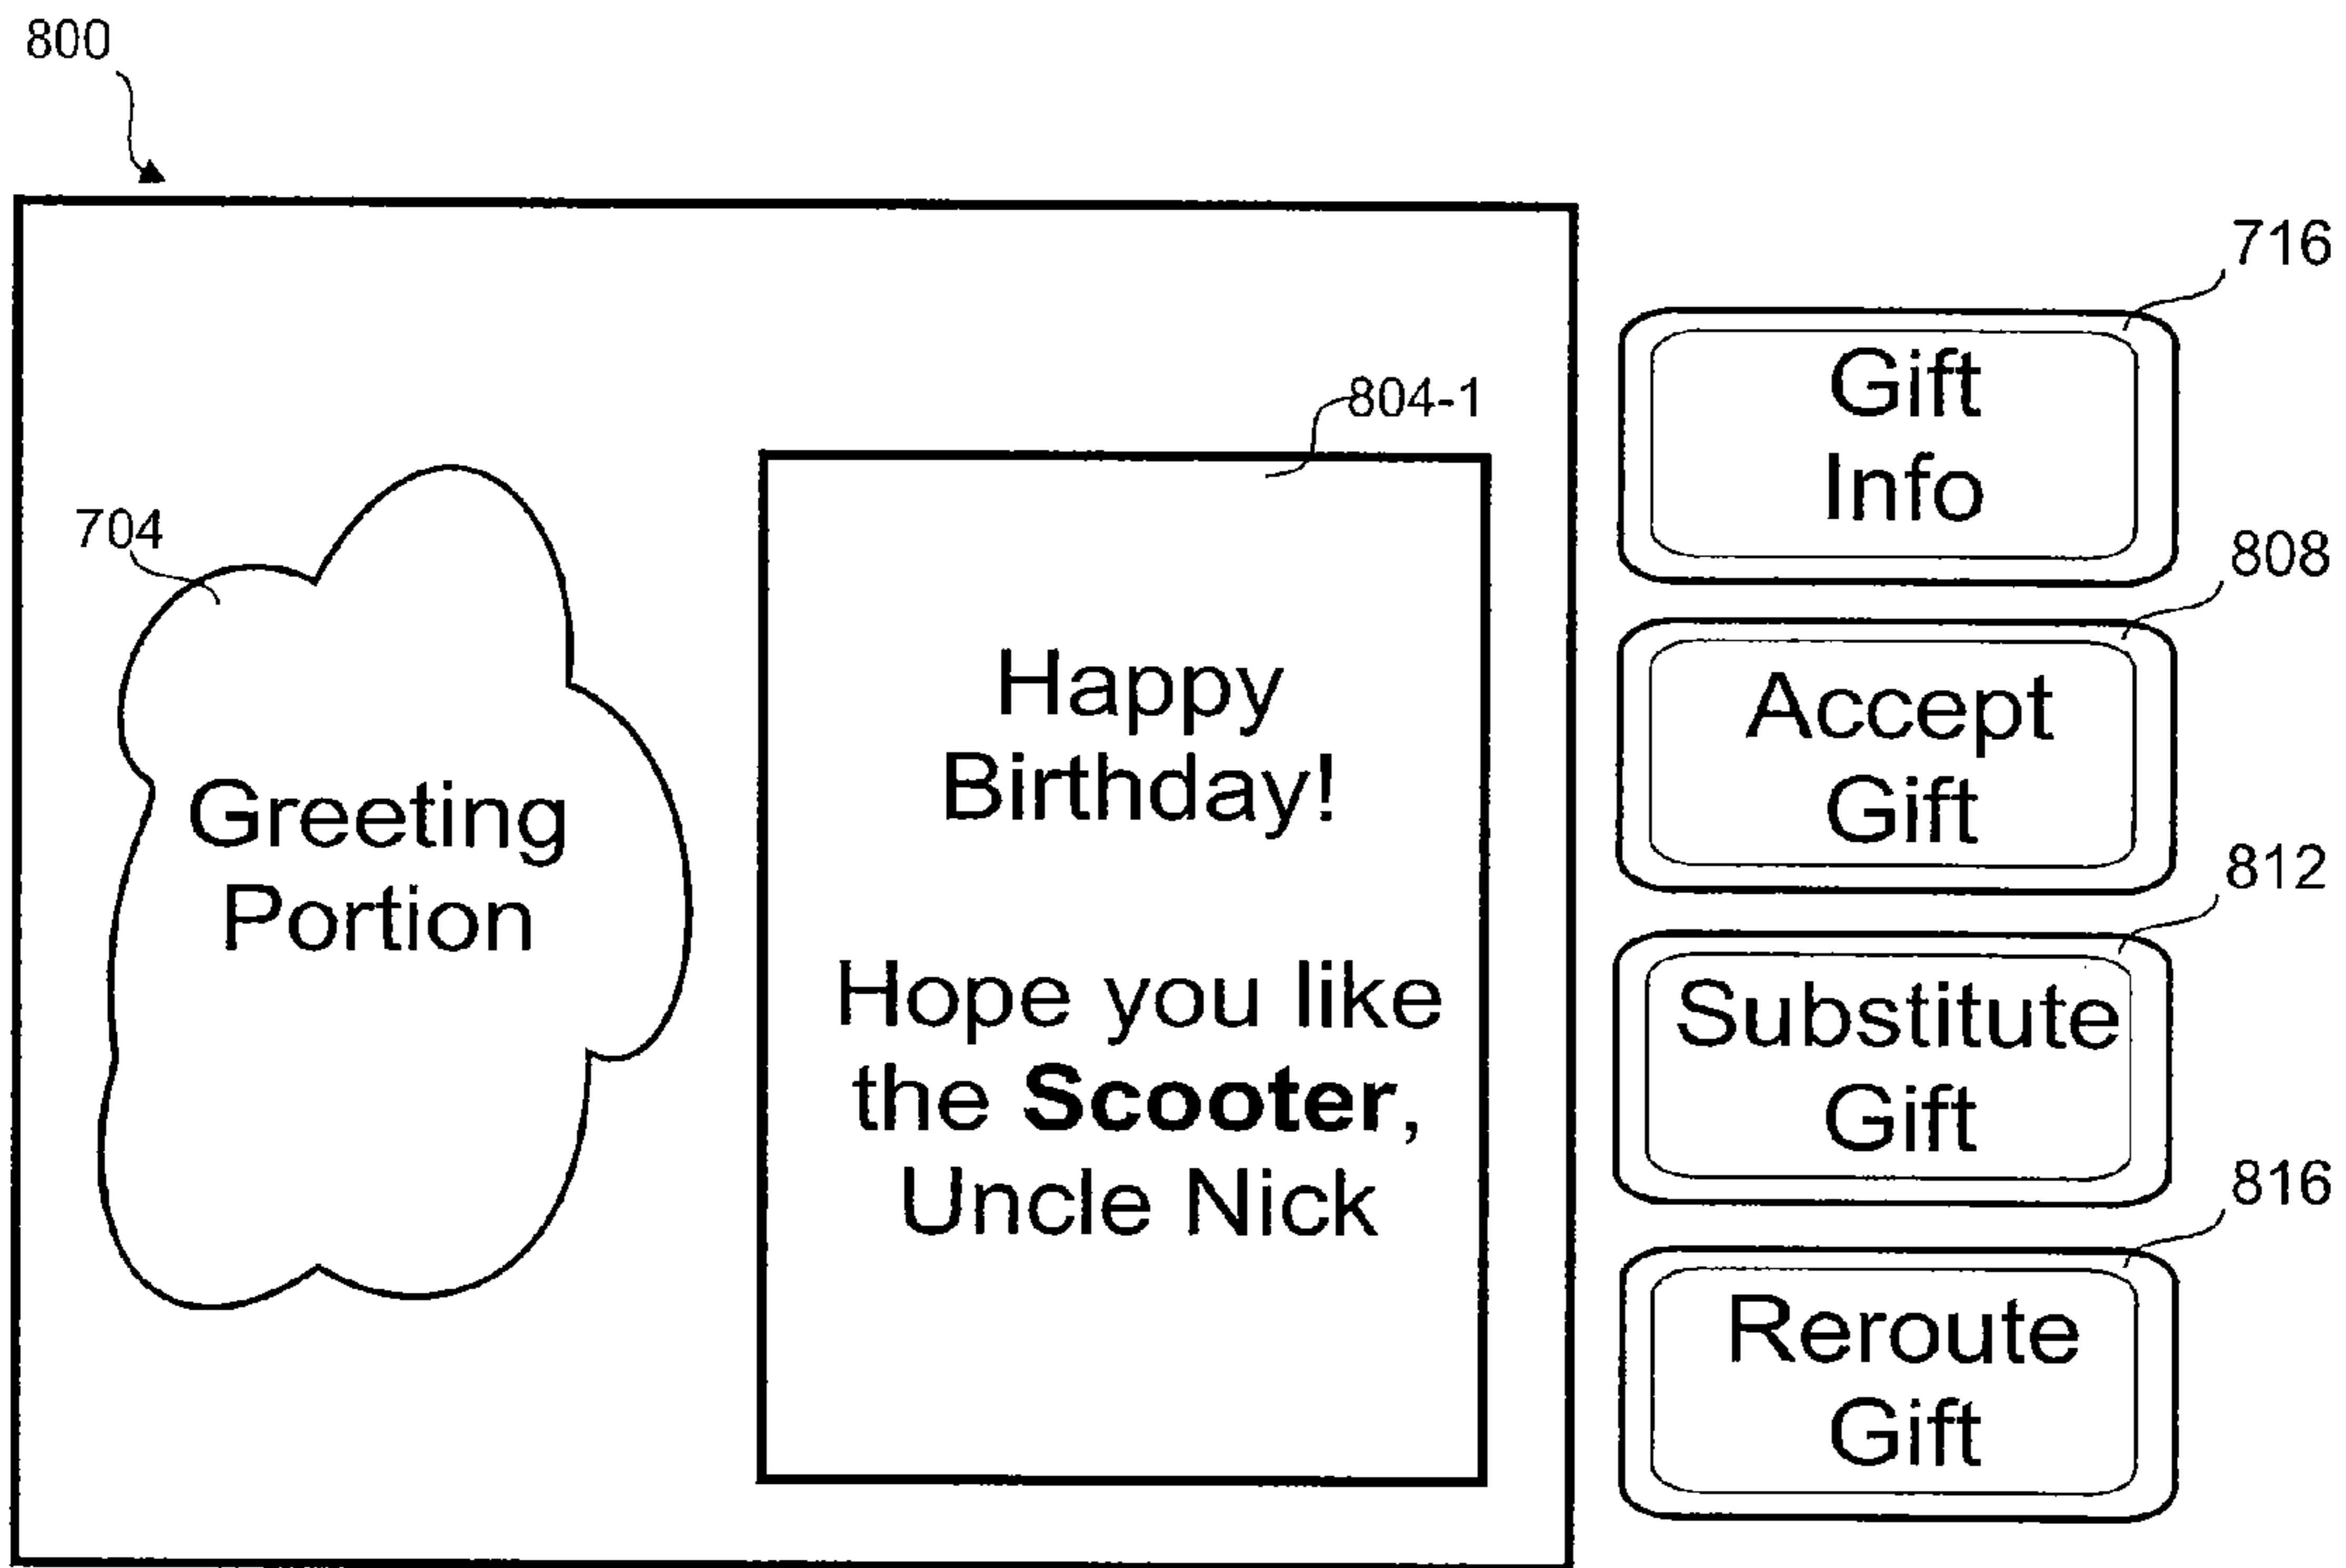 800
716
804-1
Gift
Info
704
808
Happy
Birthday!
Accept
Gift
Greeting
Portion
812
Hope you like
the Scooter,
Uncle Nick
Substitute
Gift
816
Reroute
Gift